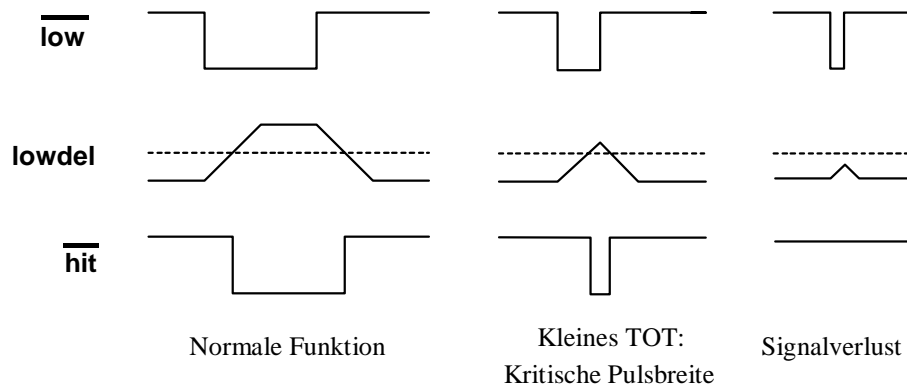 low
lowdel
hit
Normale Funktion
Kleines TOT:
Kritische Pulsbreite
Signalverlust